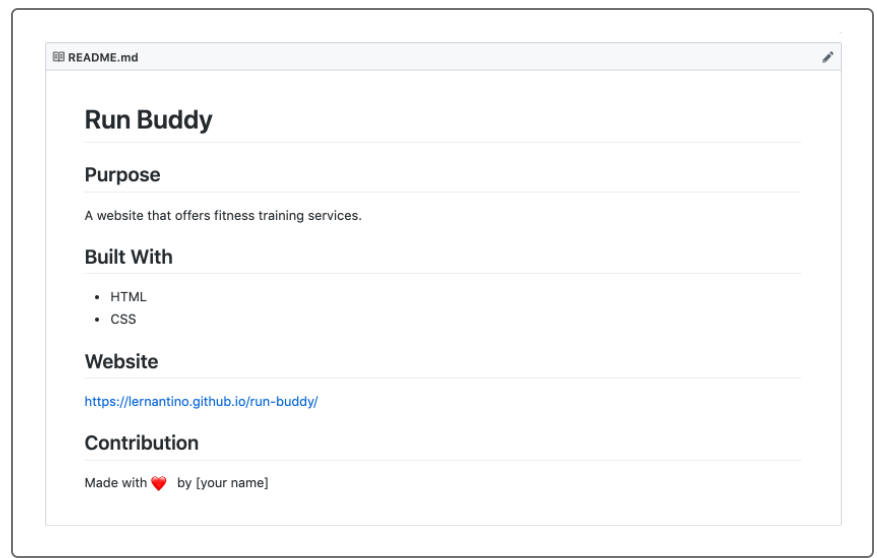 README.md
Run Buddy
Purpose
A website that offers fitness training services.
Built With
• HTML
• CSS
Website
https://lernantino.github.io/run-buddy/
Contribution
Made with ❤️ by [your name]